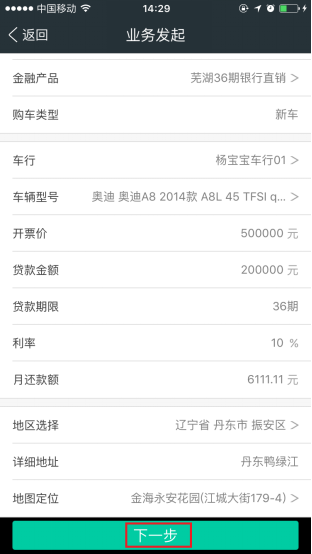 中国移动 14:29
返回 业务发起
金融产品 芜湖36期银行直销 >
购车类型 新车
车行 杨宝宝车行01 >
车辆型号 奥迪 奥迪A8 2014款 A8L 45 TFSI q... >
开票价 500000 元
贷款金额 200000 元
贷款期限 36期
利率 10 %
月还款额 6111.11 元
地区选择 辽宁省 丹东市 振安区 >
详细地址 丹东鸭绿江
地图定位 金海永安花园(江城大街179-4) >
下一步